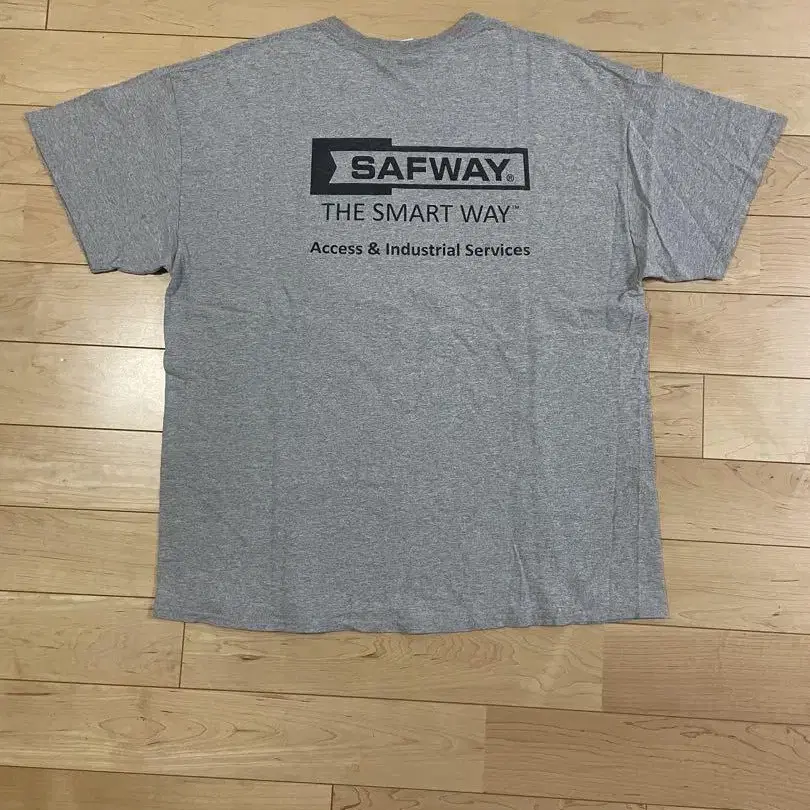 SAFWAY®
THE SMART WAY™
Access & Industrial Services